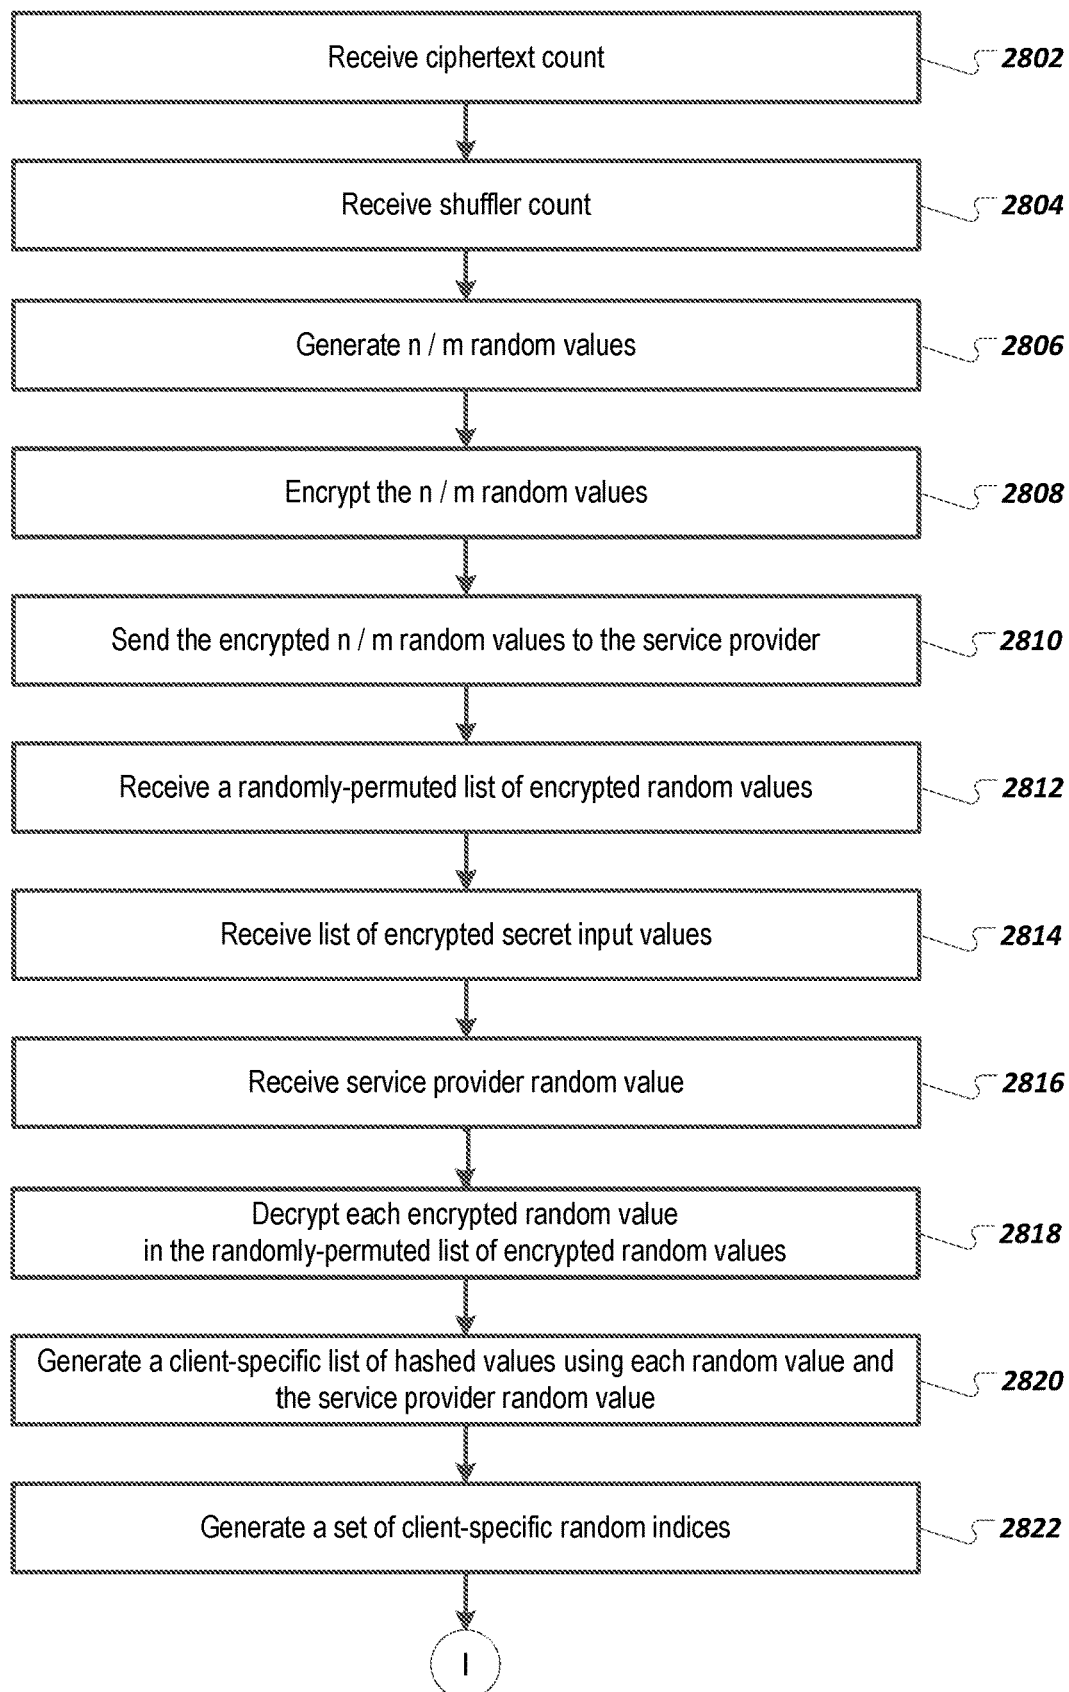 Receive ciphertext count
2802
Receive shuffler count
2804
Generate n / m random values
2806
Encrypt the n / m random values
2808
Send the encrypted n / m random values to the service provider
2810
Receive a randomly-permuted list of encrypted random values
2812
Receive list of encrypted secret input values
2814
Receive service provider random value
2816
Decrypt each encrypted random value
in the randomly-permuted list of encrypted random values
2818
Generate a client-specific list of hashed values using each random value and
the service provider random value
2820
Generate a set of client-specific random indices
2822
I